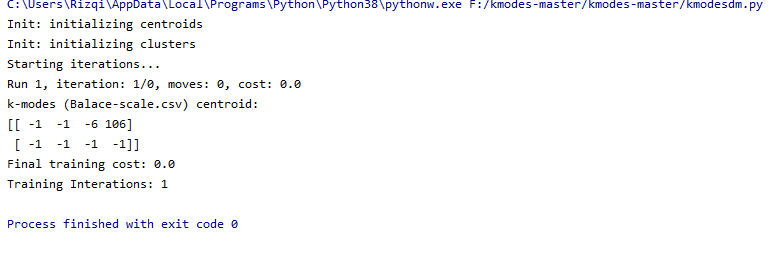 C:\Users\Rizqi\AppData\Local\Programs\Python\Python38\pythonw.exe F:/kmodes-master/kmodes-master/kmodesdm.py
Init: initializing centroids
Init: initializing clusters
Starting iterations...
Run 1, iteration: 1/0, moves: 0, cost: 0.0
k-modes (Balace-scale.csv) centroid:
[[ -1  -1  -6 106]
 [ -1  -1  -1  -1]]
Final training cost: 0.0
Training Interations: 1
Process finished with exit code 0